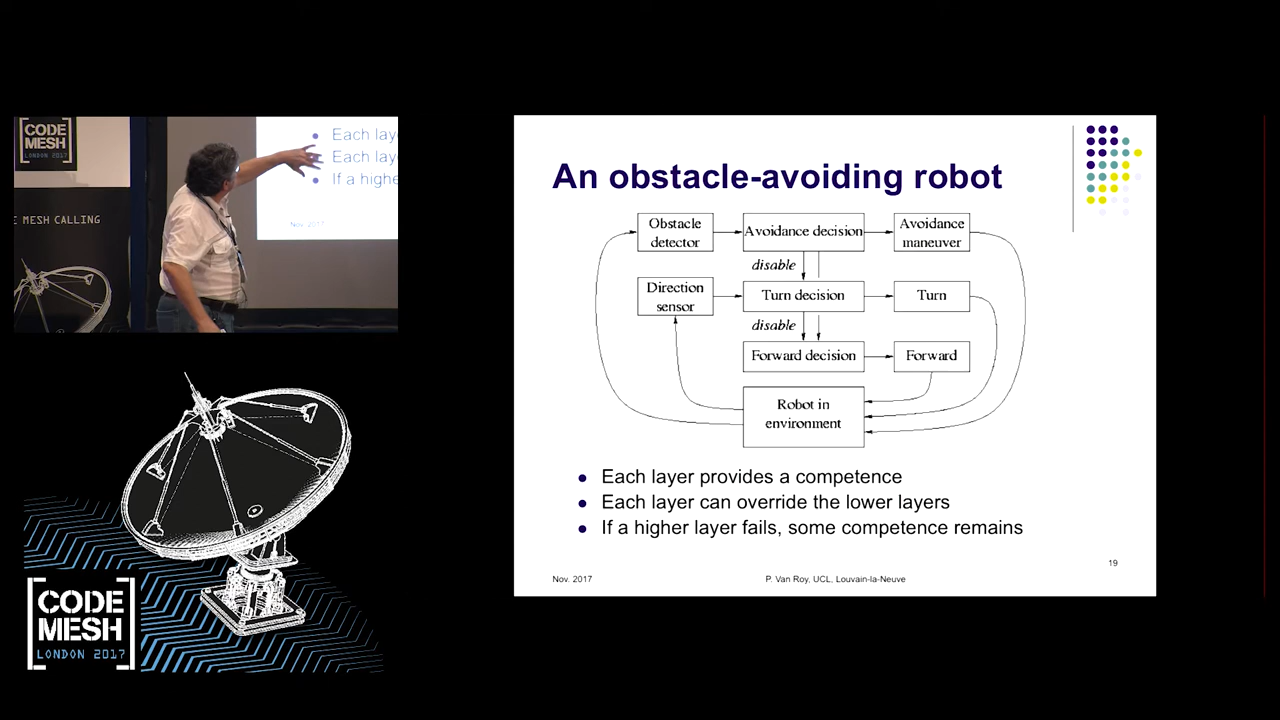 CODE
MESH
LONDON 2017
E MESH CALLING
Each lay
Each lay
If a highe
Nov. 2017
CODE
MESH
LONDON 2017
An obstacle-avoiding robot
Obstacle
detector
Avoidance decision
Avoidance
maneuver
disable
Direction
sensor
Turn decision
Turn
disable
Forward decision
Forward
Robot in
environment
• Each layer provides a competence
• Each layer can override the lower layers
• If a higher layer fails, some competence remains
19
Nov. 2017
P. Van Roy, UCL, Louvain-la-Neuve